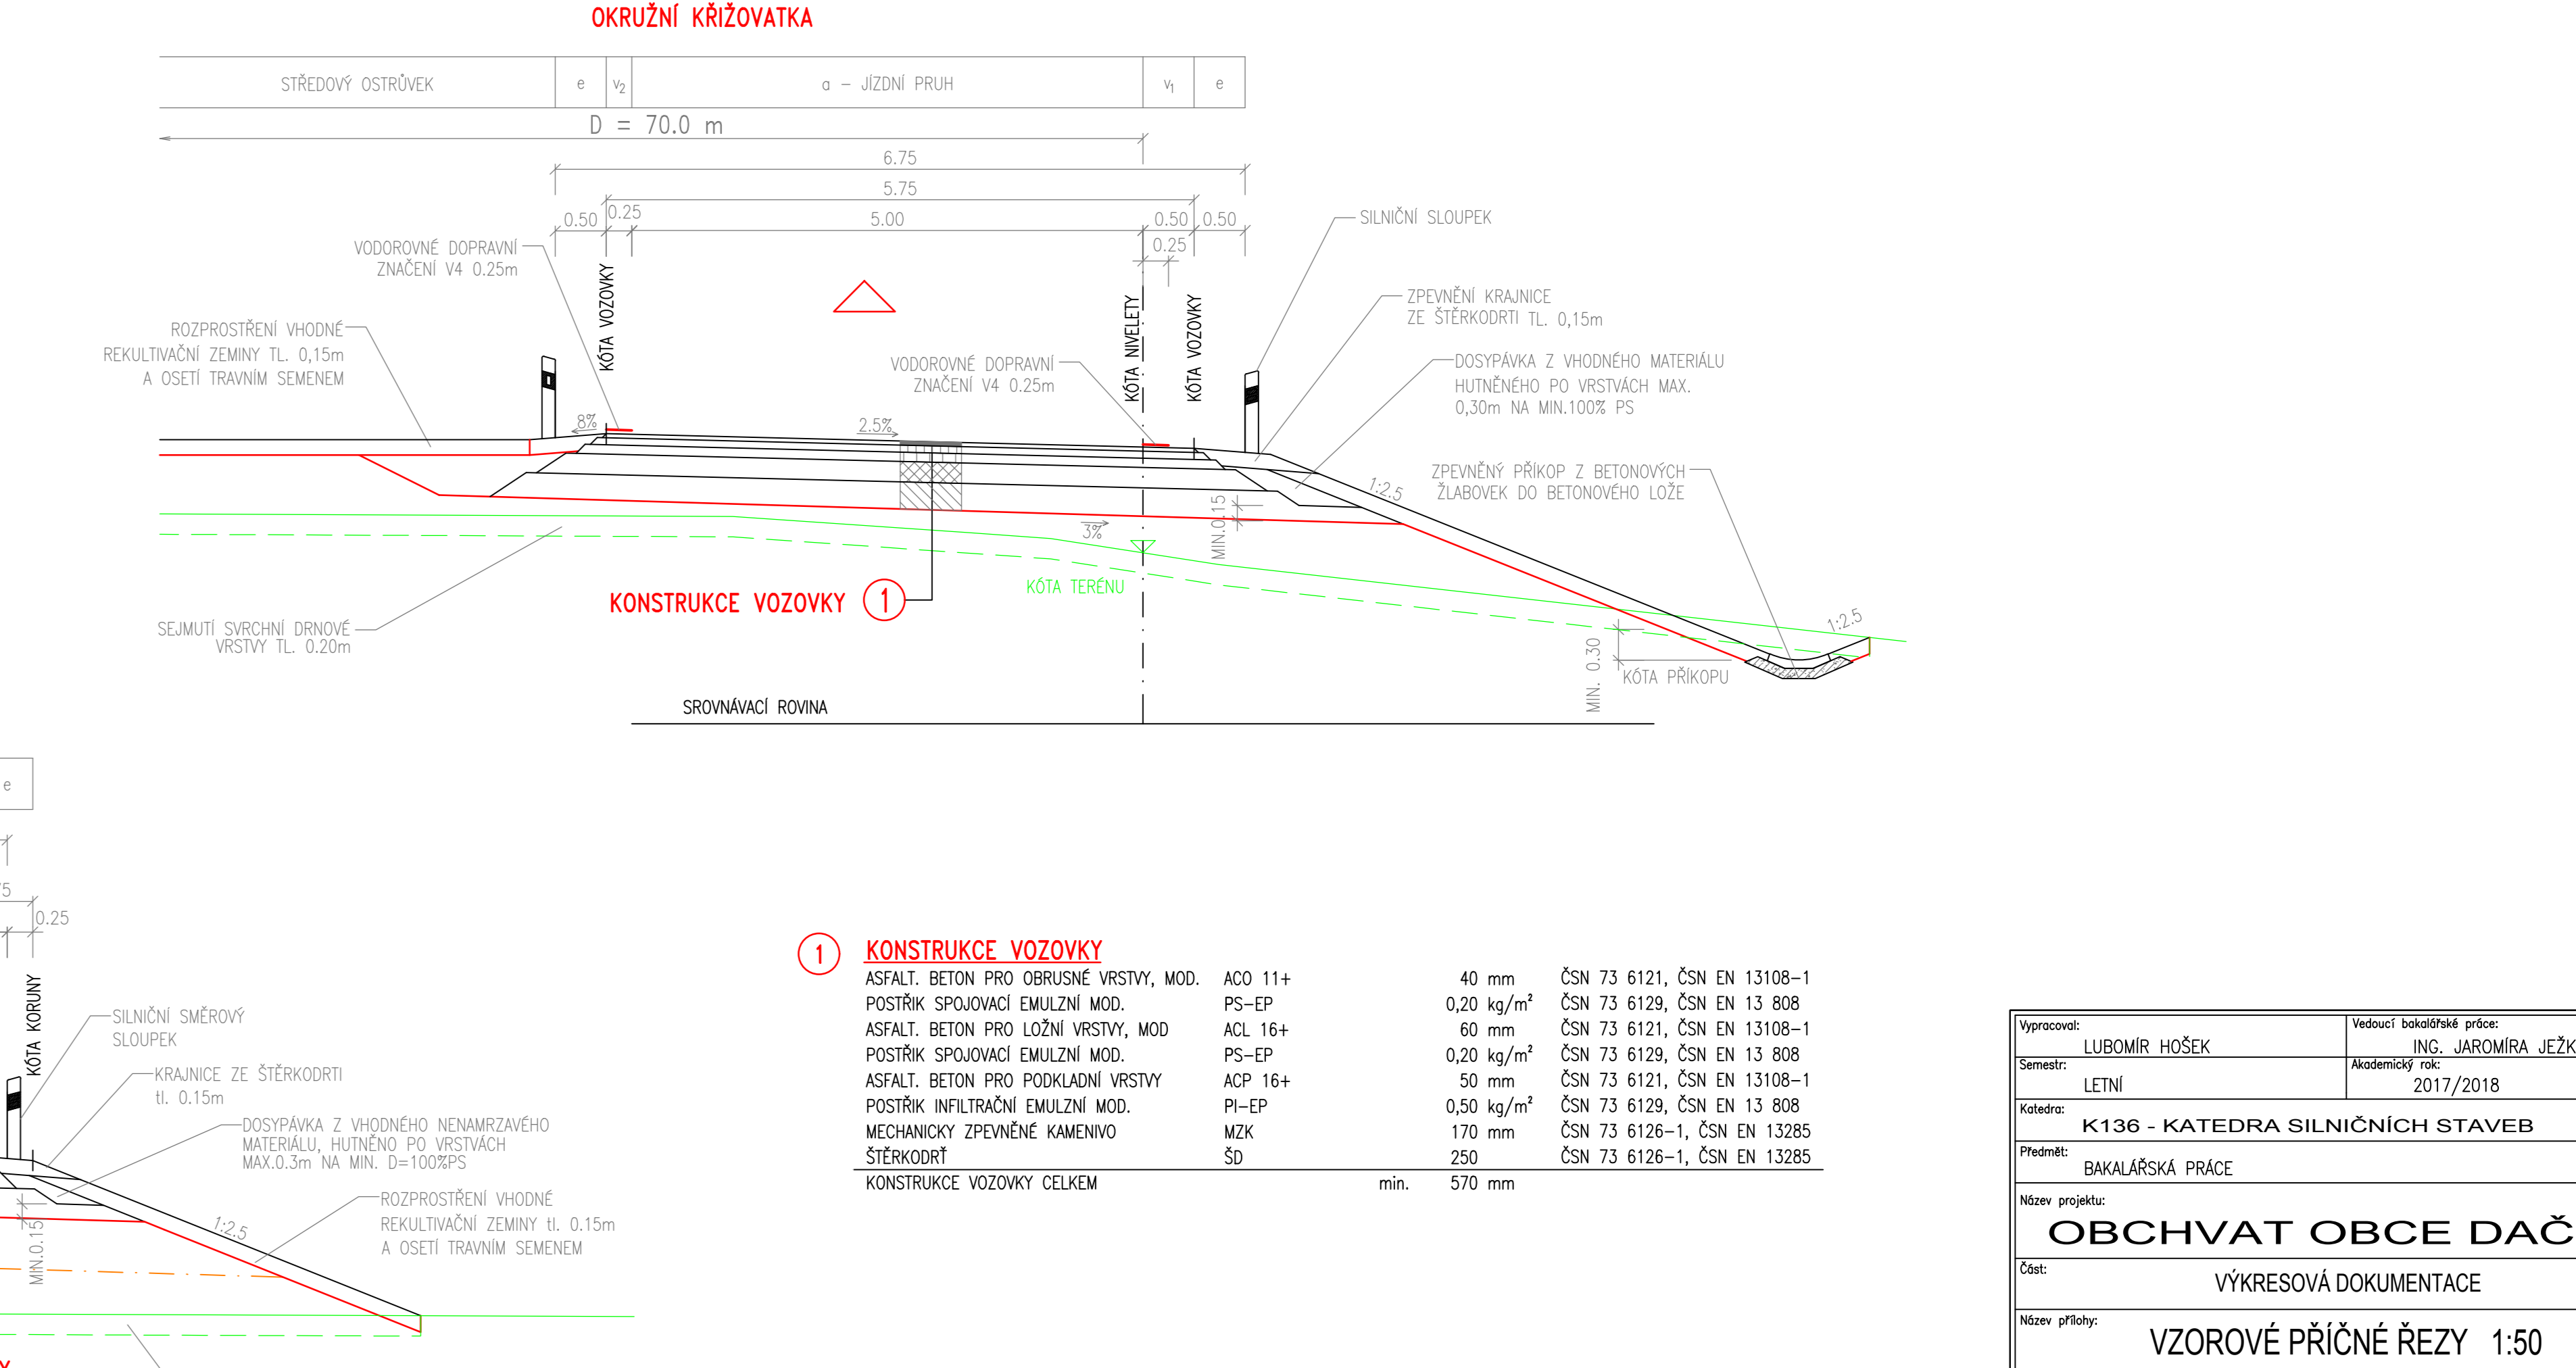 OKRUŽNÍ KŘIŽOVATKA
STŘEDOVÝ OSTRŮVEK
e
v2
a – JÍZDNÍ PRUH
v1
e
D = 70.0 m
6.75
5.75
0.50
0.25
5.00
0.50
0.50
0.25
SILNIČNÍ SLOUPEK
VODOROVNÉ DOPRAVNÍ
ZNAČENÍ V4 0.25m
KÓTA VOZOVKY
KÓTA NIVELETY
KÓTA VOZOVKY
ZPEVNĚNÍ KRAJNICE
ZE ŠTĚRKODRTI TL. 0,15m
ROZPROSTŘENÍ VHODNÉ
REKULTIVAČNÍ ZEMINY TL. 0,15m
A OSETÍ TRAVNÍM SEMENEM
VODOROVNÉ DOPRAVNÍ
ZNAČENÍ V4 0.25m
DOSYPÁVKA Z VHODNÉHO MATERIÁLU
HUTNĚNÉHO PO VRSTVÁCH MAX.
0,30m NA MIN.100% PS
8%
2.5%
ZPEVNĚNÝ PŘÍKOP Z BETONOVÝCH
ŽLABOVEK DO BETONOVÉHO LOŽE
1:2.5
MIN.0.15
3%
KÓTA TERÉNU
KONSTRUKCE VOZOVKY 1
SEJMUTÍ SVRCHNÍ DRNOVÉ
VRSTVY TL. 0.20m
1:2.5
MIN. 0.30
KÓTA PŘÍKOPU
SROVNÁVACÍ ROVINA
e
5
0.25
KÓTA KORUNY
SILNIČNÍ SMĚROVÝ
SLOUPEK
KRAJNICE ZE ŠTĚRKODRTI
tl. 0.15m
DOSYPÁVKA Z VHODNÉHO NENAMRZAVÉHO
MATERIÁLU, HUTNĚNO PO VRSTVÁCH
MAX.0.3m NA MIN. D=100%PS
ROZPROSTŘENÍ VHODNÉ
REKULTIVAČNÍ ZEMINY tl. 0.15m
A OSETÍ TRAVNÍM SEMENEM
1:2.5
MIN.0.15
Y
1 KONSTRUKCE VOZOVKY
ASFALT. BETON PRO OBRUSNÉ VRSTVY, MOD. ACO 11+ 40 mm ČSN 73 6121, ČSN EN 13108–1
POSTŘIK SPOJOVACÍ EMULZNÍ MOD. PS–EP 0,20 kg/m² ČSN 73 6129, ČSN EN 13 808
ASFALT. BETON PRO LOŽNÍ VRSTVY, MOD ACL 16+ 60 mm ČSN 73 6121, ČSN EN 13108–1
POSTŘIK SPOJOVACÍ EMULZNÍ MOD. PS–EP 0,20 kg/m² ČSN 73 6129, ČSN EN 13 808
ASFALT. BETON PRO PODKLADNÍ VRSTVY ACP 16+ 50 mm ČSN 73 6121, ČSN EN 13108–1
POSTŘIK INFILTRAČNÍ EMULZNÍ MOD. PI–EP 0,50 kg/m² ČSN 73 6129, ČSN EN 13 808
MECHANICKY ZPEVNĚNÉ KAMENIVO MZK 170 mm ČSN 73 6126–1, ČSN EN 13285
ŠTĚRKODRŤ ŠD 250 ČSN 73 6126–1, ČSN EN 13285
KONSTRUKCE VOZOVKY CELKEM min. 570 mm
Vypracoval:
LUBOMÍR HOŠEK
Vedoucí bakalářské práce:
ING. JAROMÍRA JEŽK
Semestr:
LETNÍ
Akademický rok:
2017/2018
Katedra:
K136 - KATEDRA SILNIČNÍCH STAVEB
Předmět:
BAKALÁŘSKÁ PRÁCE
Název projektu:
OBCHVAT OBCE DAČ
Část:
VÝKRESOVÁ DOKUMENTACE
Název přílohy:
VZOROVÉ PŘÍČNÉ ŘEZY 1:50